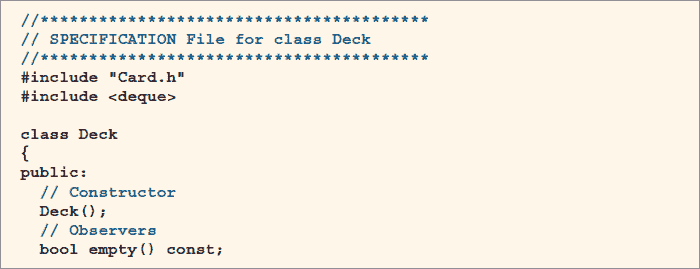 //****************************************
// SPECIFICATION File for class Deck
//****************************************
#include "Card.h"
#include <deque>
class Deck
{
public:
// Constructor
Deck();
// Observers
bool empty() const;